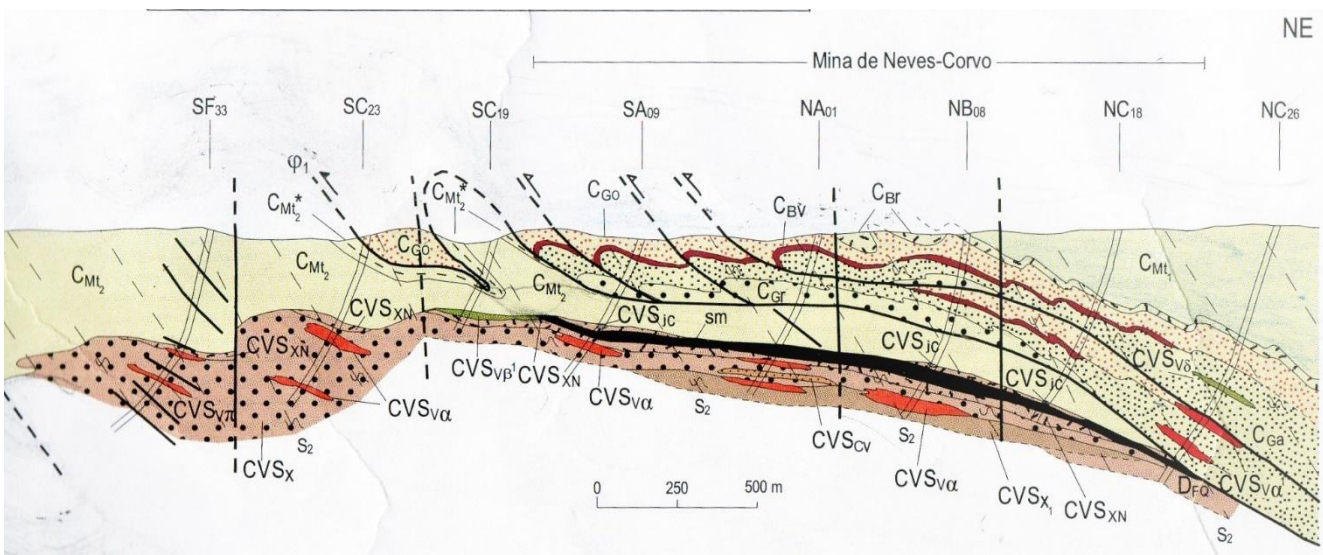 NE
Mina de Neves-Corvo
SF33 SC23 SC19 SA09 NA01 NB08 NC18 NC26
φ1
CMt2* CMt2* CGo CBv CBr
CGo
CMt2 CMt2 CMt2 CGr CMt1
CVSXN CVSjc sm CVSjc
CVSXN CVSjc CVSVδ
CVSVβ1 CVSXN CVSVα
CVSVπ CVSVα S2 CGa
S2 CVSCv S2 DFQ CVSVα
CVSX CVSVα CVSX1 CVSXN
S2
0 250 500 m